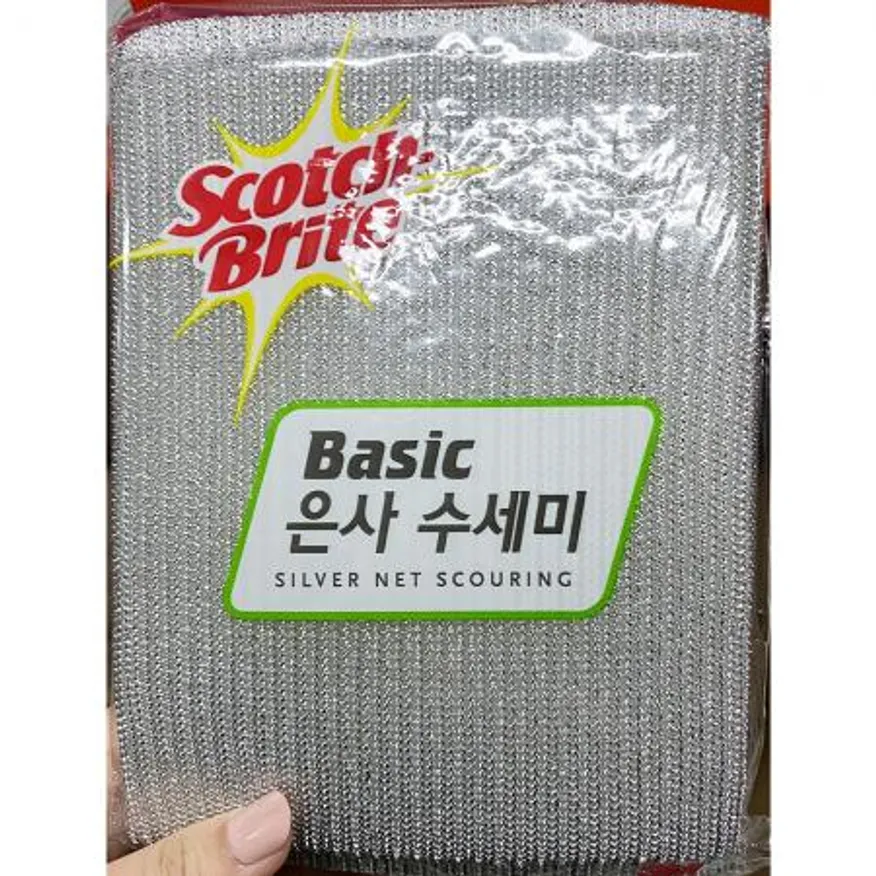 Scotch-
Brite
Basic
은사 수세미
SILVER NET SCOURING